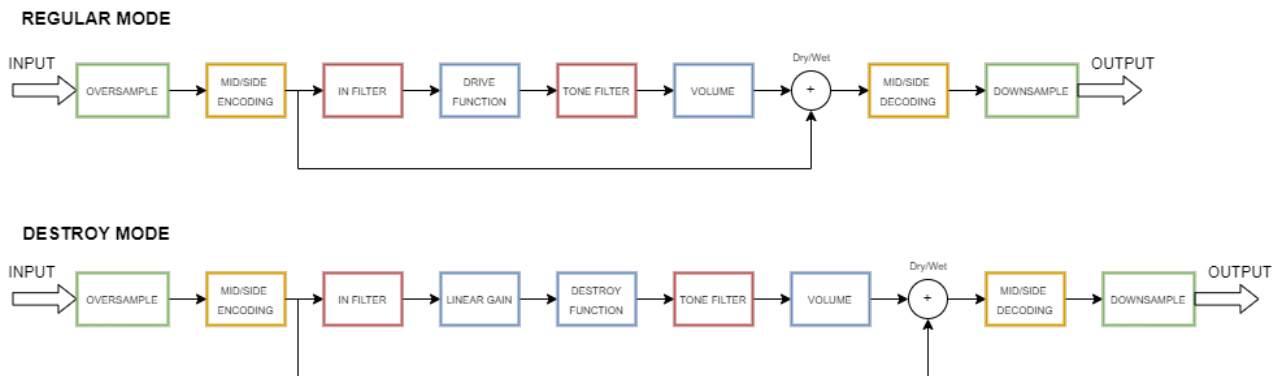 REGULAR MODE
INPUT
OVERSAMPLE
MID/SIDE
ENCODING
IN FILTER
DRIVE
FUNCTION
TONE FILTER
VOLUME
Dry/Wet
+
MID/SIDE
DECODING
DOWNSAMPLE
OUTPUT
DESTROY MODE
INPUT
OVERSAMPLE
MID/SIDE
ENCODING
IN FILTER
LINEAR GAIN
DESTROY
FUNCTION
TONE FILTER
VOLUME
Dry/Wet
+
MID/SIDE
DECODING
DOWNSAMPLE
OUTPUT